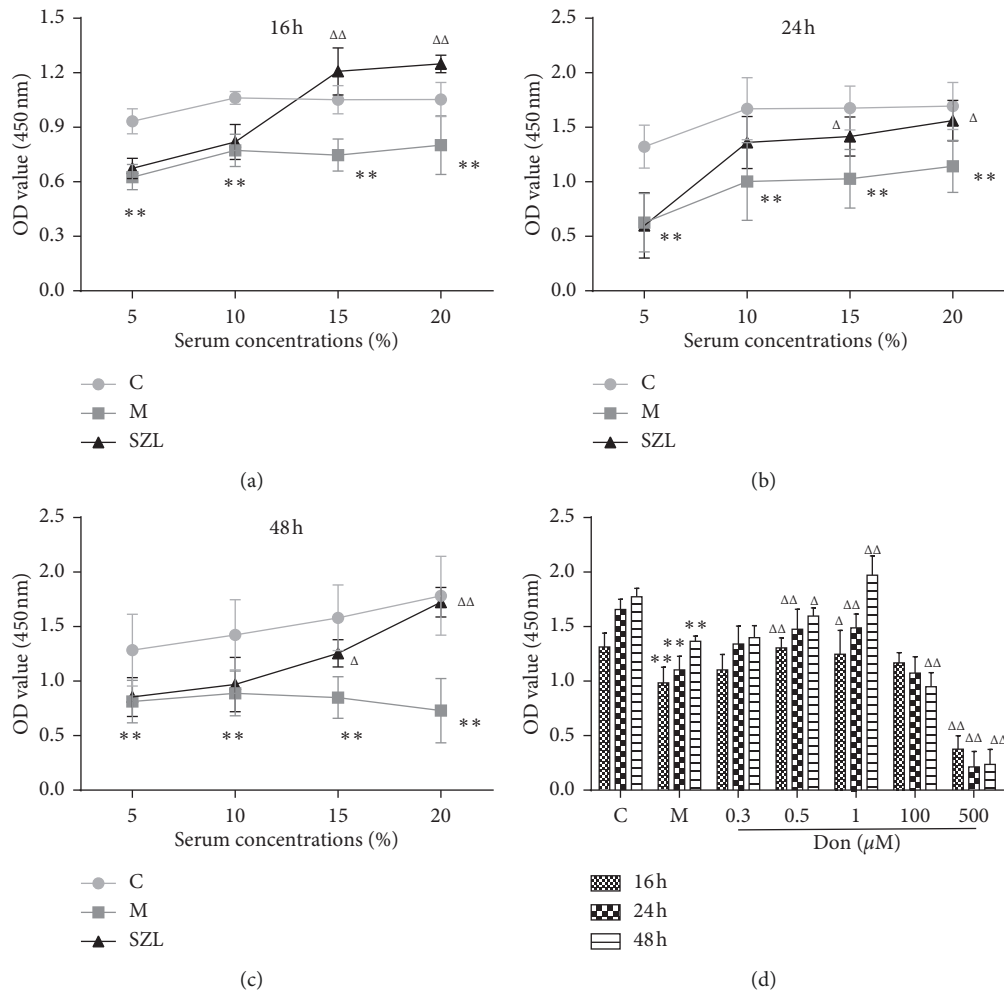 16h
1.5
1.2
0.9
0.6
0.3
0.0
OD value (450 nm)
ΔΔ
ΔΔ
**
**
**
**
5 10 15 20
Serum concentrations (%)
C
M
SZL
(a)
24h
2.5
2.0
1.5
1.0
0.5
0.0
OD value (450 nm)
Δ
Δ
**
**
**
**
5 10 15 20
Serum concentrations (%)
C
M
SZL
(b)
48h
2.5
2.0
1.5
1.0
0.5
0.0
OD value (450 nm)
ΔΔ
Δ
**
**
**
**
5 10 15 20
Serum concentrations (%)
C
M
SZL
(c)
2.5
2.0
1.5
1.0
0.5
0.0
OD value (450 nm)
**
**
**
ΔΔ
ΔΔ
Δ
Δ
ΔΔ
ΔΔ
ΔΔ
ΔΔ
ΔΔ
ΔΔ
C M 0.3 0.5 1 100 500
Don (μM)
16h
24h
48h
(d)